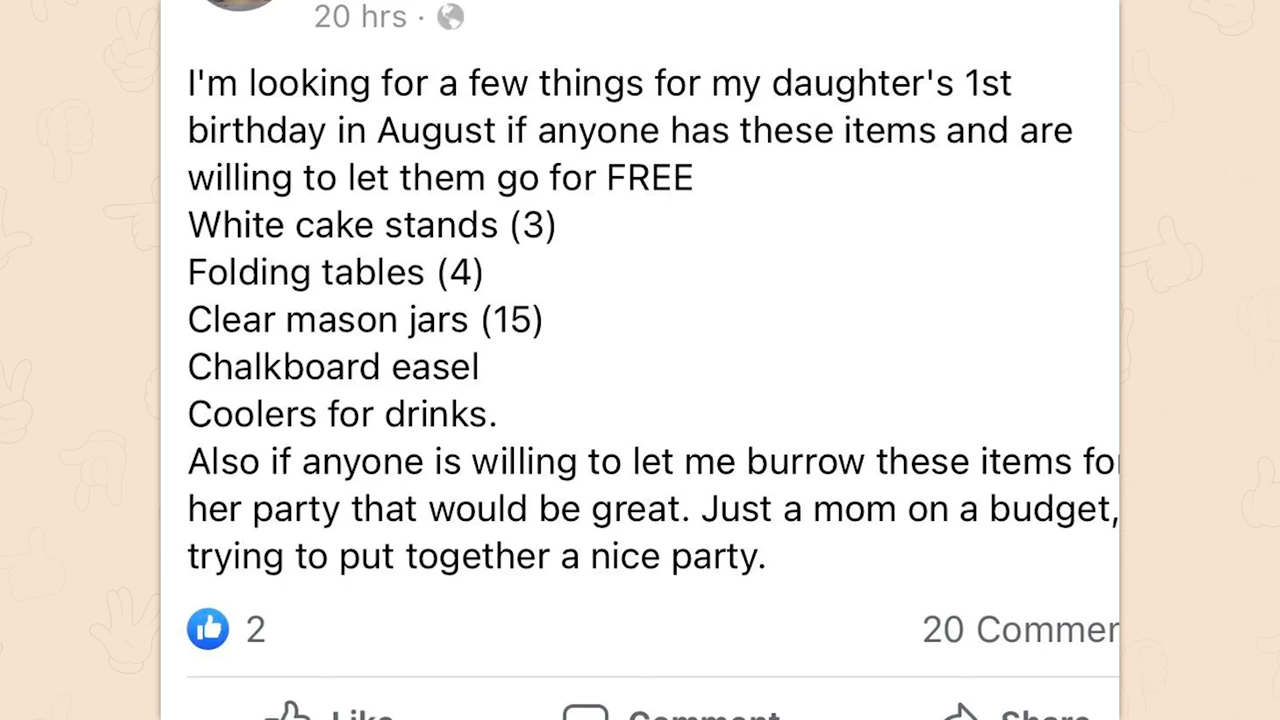 20 hrs ·
I'm looking for a few things for my daughter's 1st
birthday in August if anyone has these items and are
willing to let them go for FREE
White cake stands (3)
Folding tables (4)
Clear mason jars (15)
Chalkboard easel
Coolers for drinks.
Also if anyone is willing to let me burrow these items for
her party that would be great. Just a mom on a budget,
trying to put together a nice party.
2
20 Commen
Like
Comment
Share